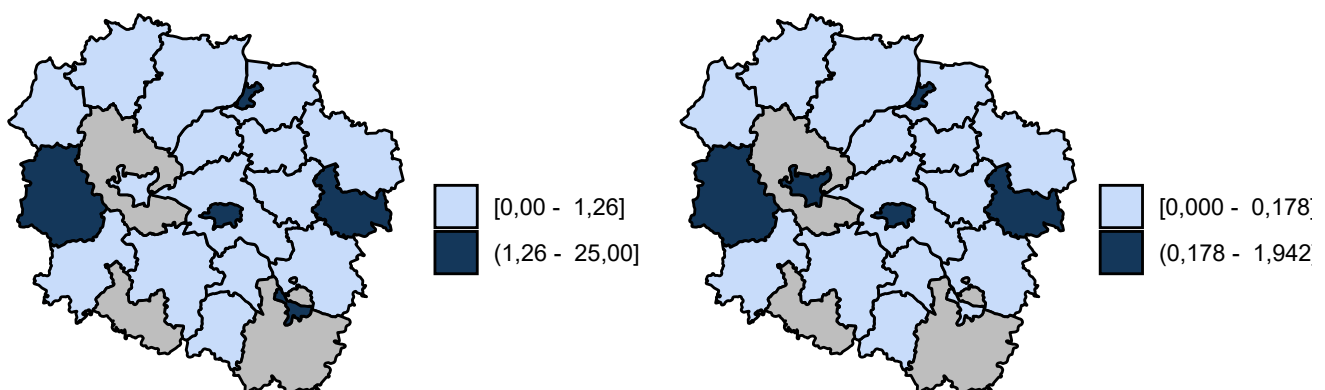 [0,00 - 1,26]
(1,26 - 25,00]
[0,000 - 0,178]
(0,178 - 1,942